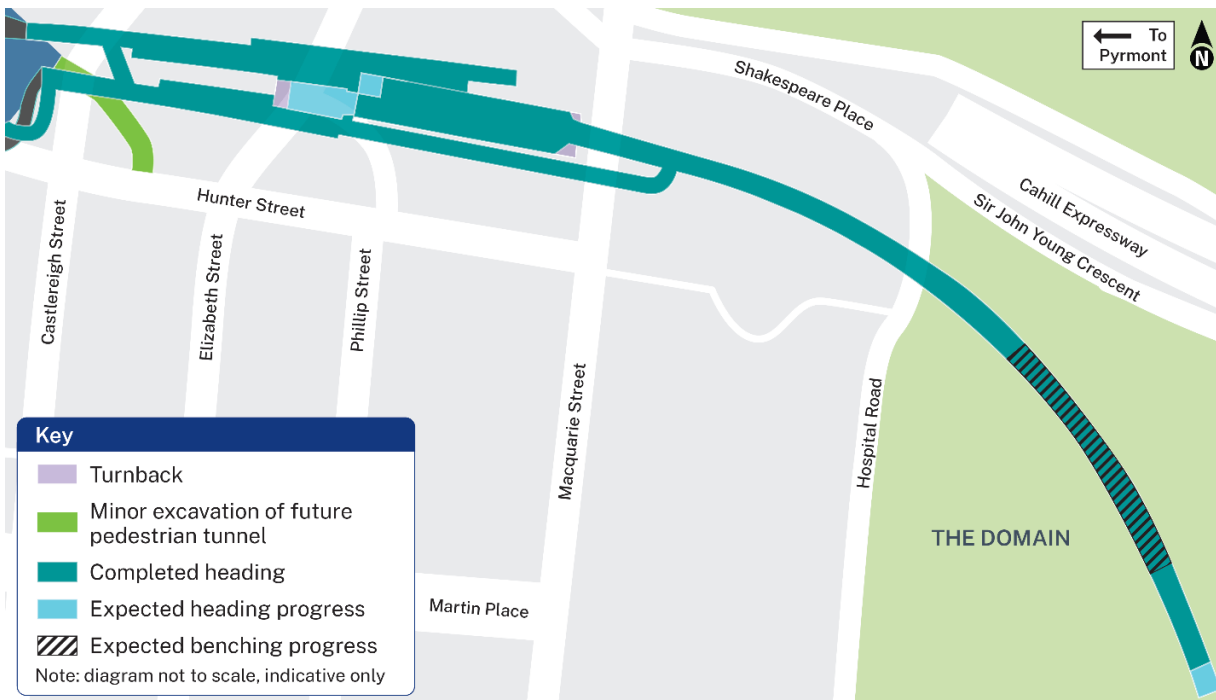 To
Pyrmont
N
Shakespeare Place
Cahill Expressway
Sir John Young Crescent
Hunter Street
Castlereigh Street
Elizabeth Street
Phillip Street
Macquarie Street
Hospital Road
THE DOMAIN
Martin Place
Key
Turnback
Minor excavation of future
pedestrian tunnel
Completed heading
Expected heading progress
Expected benching progress
Note: diagram not to scale, indicative only